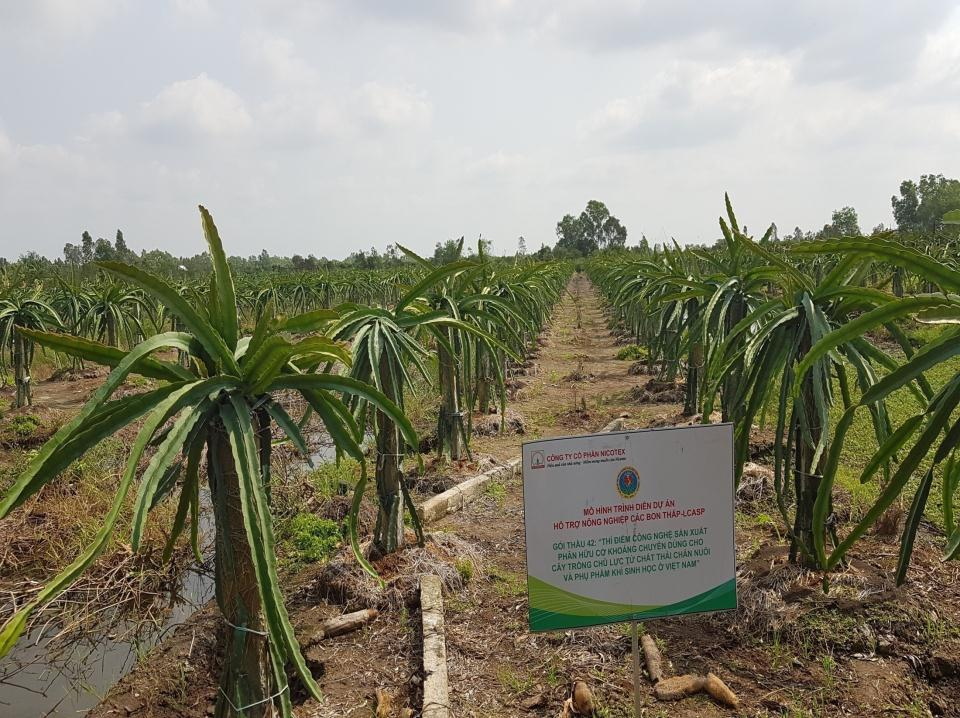 CÔNG TY CỔ PHẦN NICOTEX
MÔ HÌNH TRÌNH DIỄN DỰ ÁN
HỖ TRỢ NÔNG NGHIỆP CÁC BON THẤP-LCASP
GÓI THẦU 42: "THÍ ĐIỂM CÔNG NGHỆ SẢN XUẤT
PHÂN HỮU CƠ KHOÁNG CHUYÊN DÙNG CHO
CÂY TRỒNG CHỦ LỰC TỪ CHẤT THẢI CHĂN NUÔI
VÀ PHỤ PHẨM KHÍ SINH HỌC Ở VIỆT NAM"